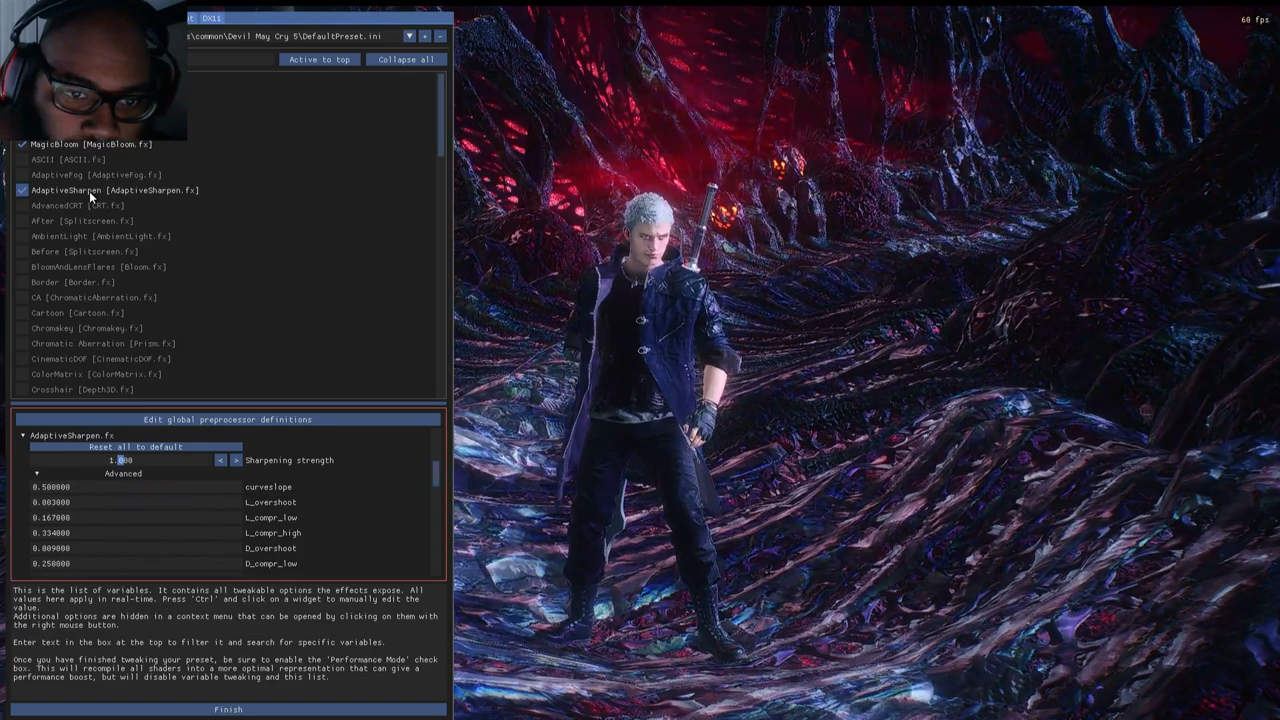 DX11
s\common\Devil May Cry 5\DefaultPreset.ini
+
-
60 fps
Active to top
Collapse all
MagicBloom [MagicBloom.fx]
ASCII [ASCII.fx]
AdaptiveFog [AdaptiveFog.fx]
AdaptiveSharpen [AdaptiveSharpen.fx]
AdvancedCRT [CRT.fx]
After [Splitscreen.fx]
AmbientLight [AmbientLight.fx]
Before [Splitscreen.fx]
BloomAndLensFlares [Bloom.fx]
Border [Border.fx]
CA [ChromaticAberration.fx]
Cartoon [Cartoon.fx]
Chromakey [Chromakey.fx]
Chromatic Aberration [Prism.fx]
CinematicDOF [CinematicDOF.fx]
ColorMatrix [ColorMatrix.fx]
Crosshair [Depth3D.fx]
Edit global preprocessor definitions
AdaptiveSharpen.fx
Reset all to default
1.000 < > Sharpening strength
Advanced
0.500000 curveslope
0.003000 L_overshoot
0.167000 L_compr_low
0.334000 L_compr_high
0.009000 D_overshoot
0.250000 D_compr_low
This is the list of variables. It contains all tweakable options the effects expose. All
values here apply in real-time. Press 'Ctrl' and click on a widget to manually edit the
value.
Additional options are hidden in a context menu that can be opened by clicking on them with
the right mouse button.
Enter text in the box at the top to filter it and search for specific variables.
Once you have finished tweaking your preset, be sure to enable the 'Performance Mode' check
box. This will recompile all shaders into a more optimal representation that can give a
performance boost, but will disable variable tweaking and this list.
Finish